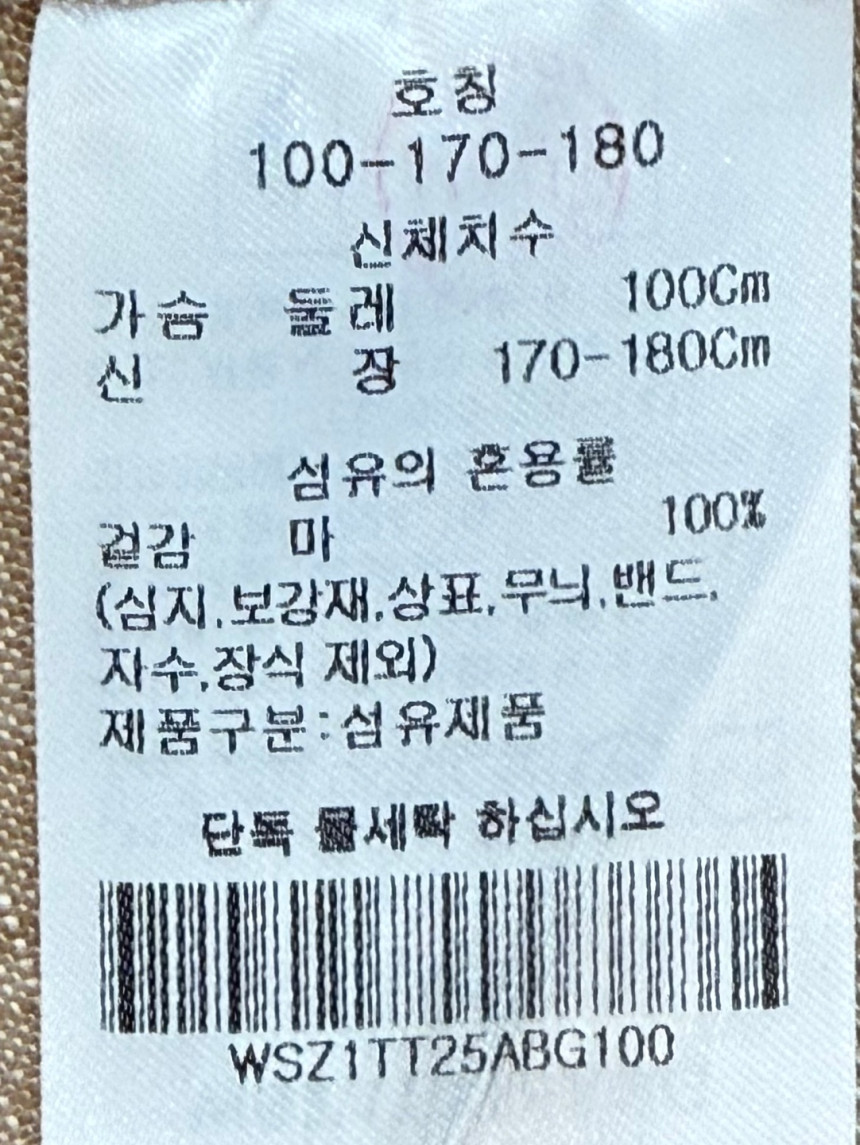 호칭
100-170-180
신체치수
가슴 둘레 100Cm
신 장 170-180Cm
섬유의 혼용률
겉감 마 100%
(심지,보강재,상표,무늬,밴드,
자수,장식 제외)
제품구분:섬유제품
단독 물세탁 하십시오
WSZ1TT25ABG100